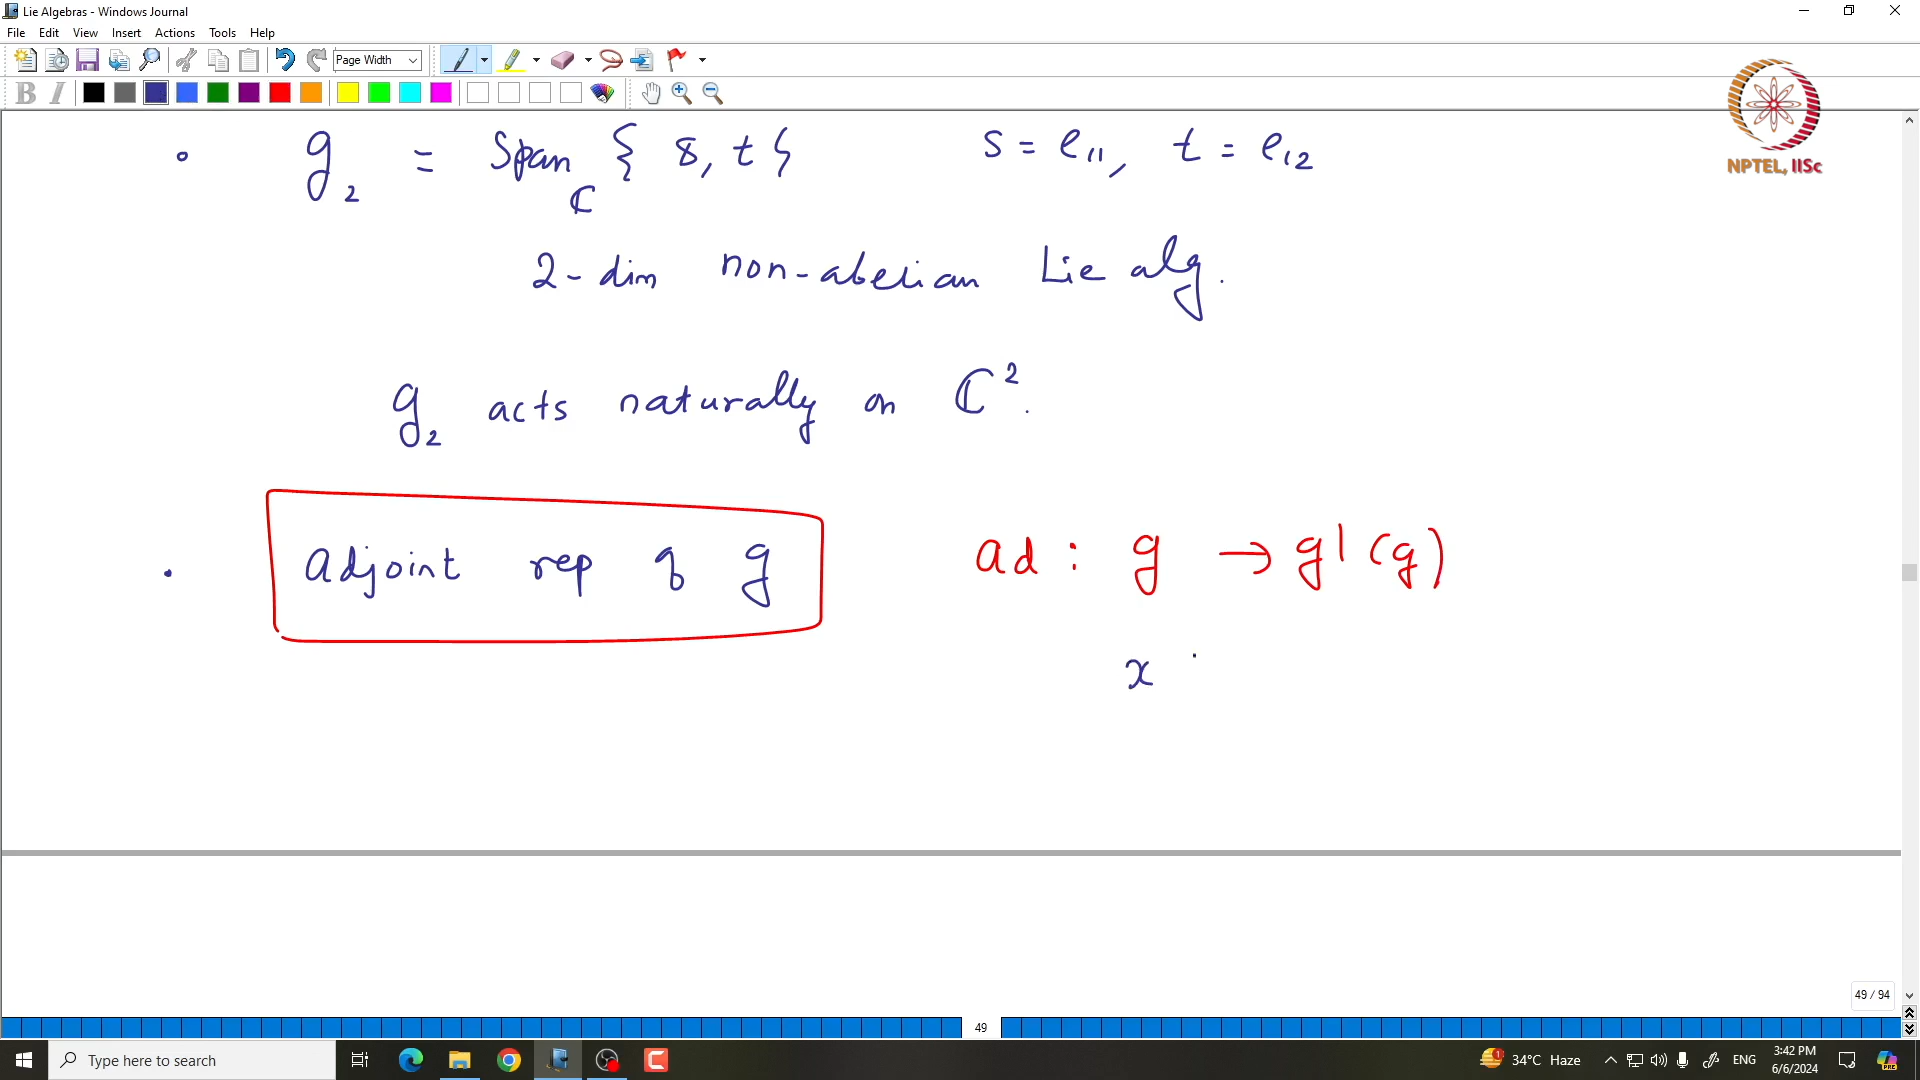 Lie Algebras - Windows Journal
File Edit View Insert Actions Tools Help
Page Width
B I
NPTEL, IISc
• g₂ = Span_ℂ { s, t } s = e₁₁, t = e₁₂
2-dim non-abelian Lie alg.
g₂ acts naturally on ℂ².
• Adjoint rep of g ad : g → gl(g)
x
49 / 94
49
Type here to search
34°C Haze
ENG
3:42 PM
6/6/2024